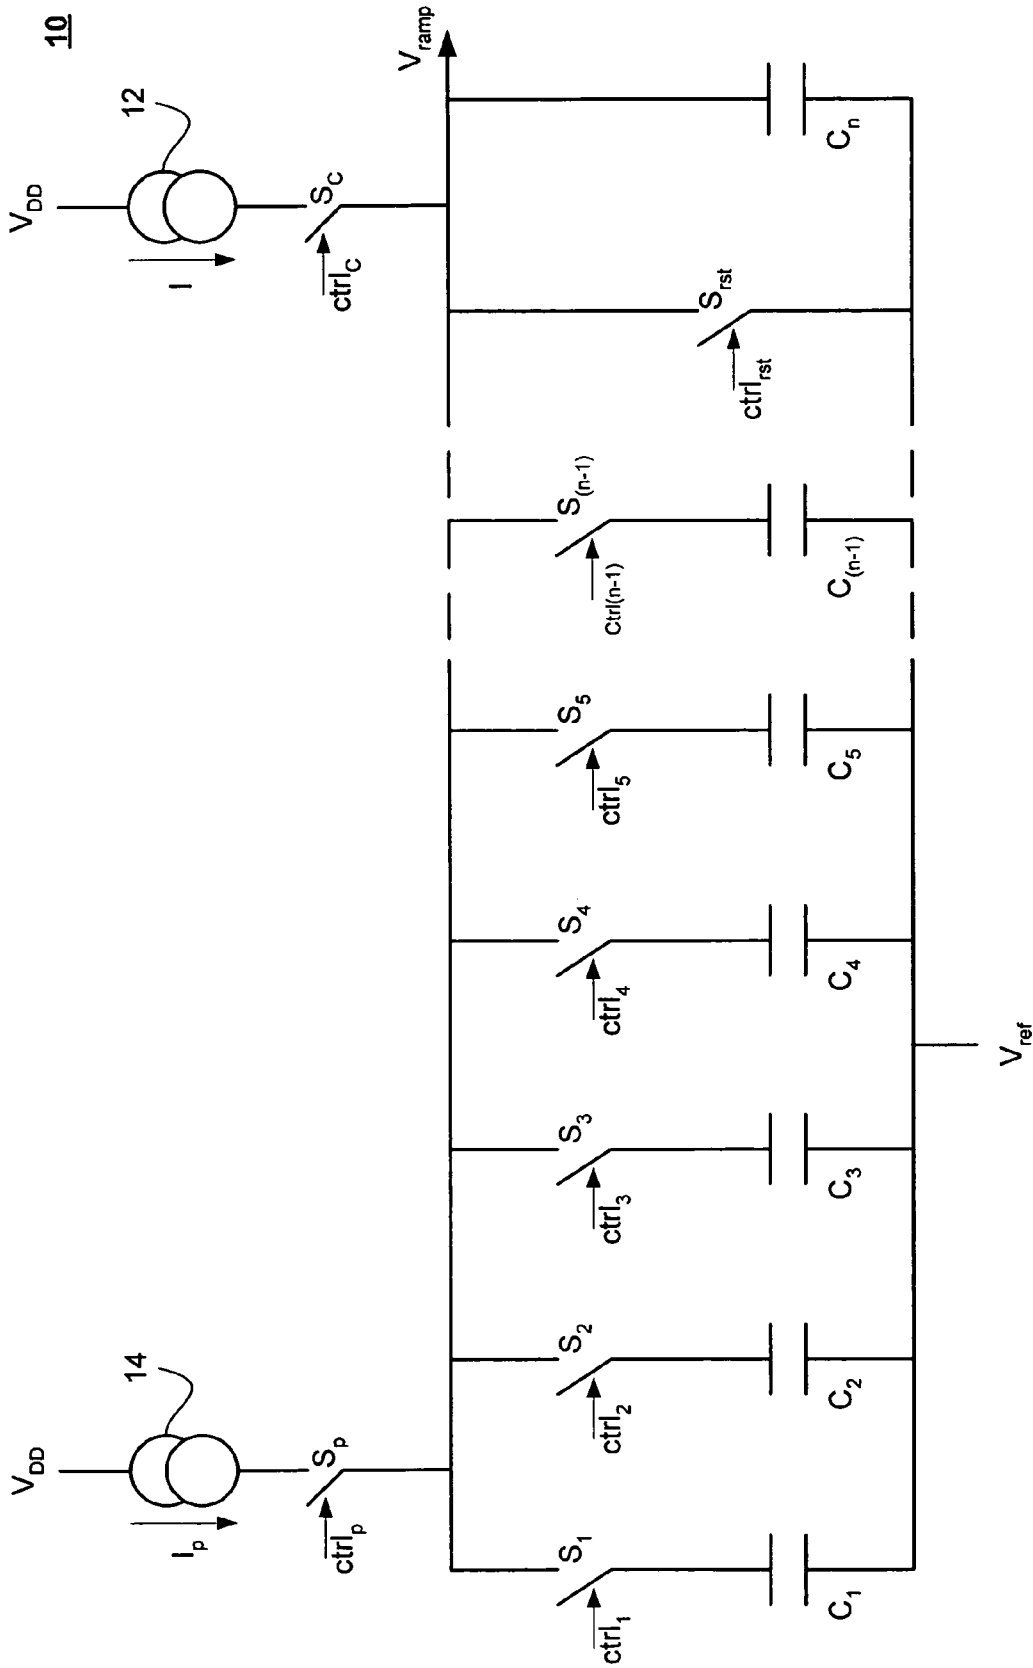 10
V_DD
14
I_p
S_p
ctrl_p
V_DD
12
I
S_C
ctrl_C
V_ramp
S_1
ctrl_1
C_1
S_2
ctrl_2
C_2
S_3
ctrl_3
C_3
S_4
ctrl_4
C_4
S_5
ctrl_5
C_5
S_(n-1)
Ctrl(n-1)
C_(n-1)
S_rst
ctrl_rst
C_n
V_ref